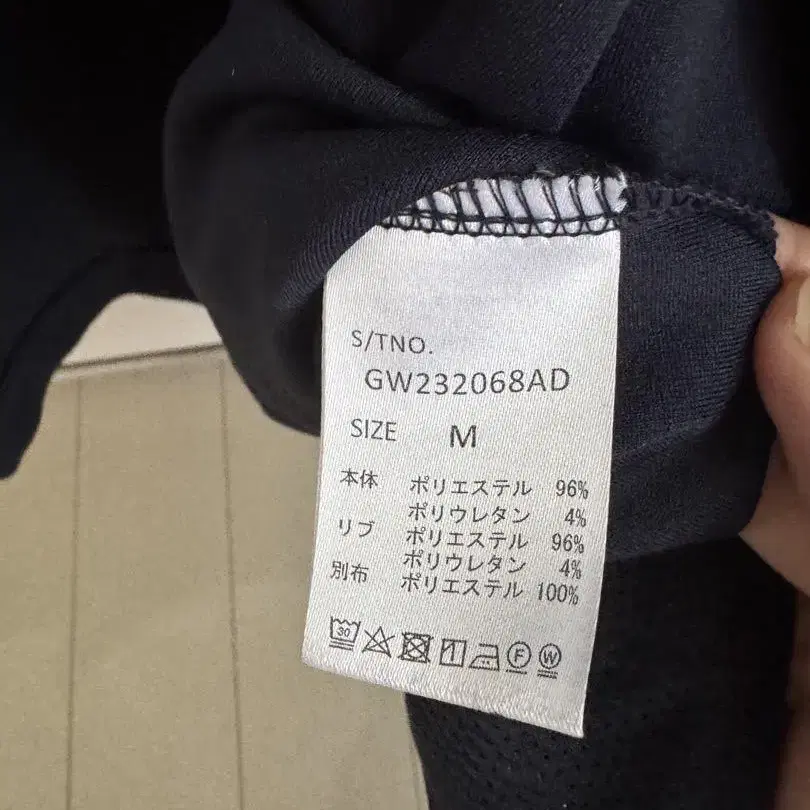 S/TNO.
GW232068AD
SIZE M
本体 ポリエステル 96%
ポリウレタン 4%
リブ ポリエステル 96%
ポリウレタン 4%
別布 ポリエステル 100%
30 F W